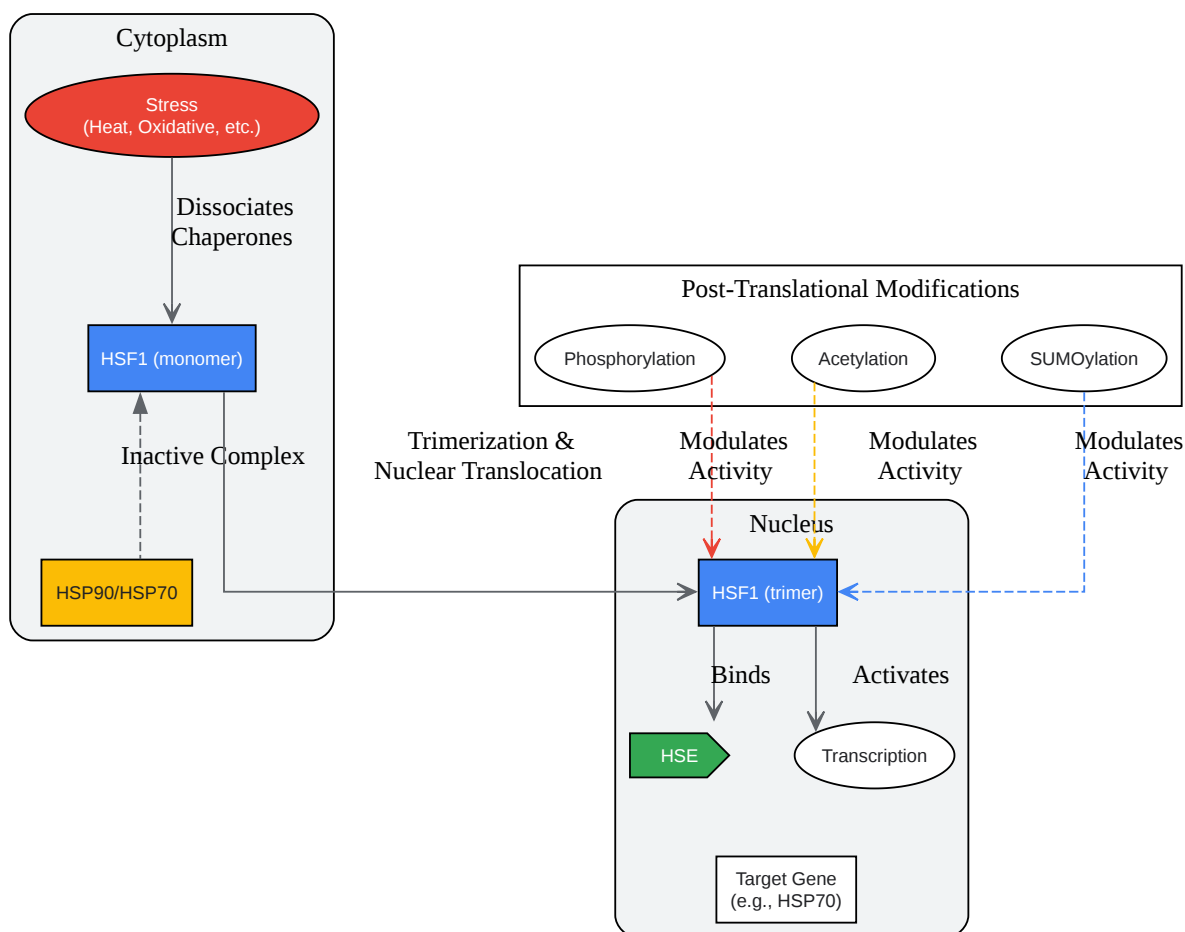 Cytoplasm
Stress
(Heat, Oxidative, etc.)
Dissociates
Chaperones
HSF1 (monomer)
Inactive Complex
HSP90/HSP70
Post-Translational Modifications
Phosphorylation
Acetylation
SUMOylation
Trimerization &
Nuclear Translocation
Modulates
Activity
Modulates
Activity
Modulates
Activity
Nucleus
HSF1 (trimer)
Binds
Activates
HSE
Transcription
Target Gene
(e.g., HSP70)